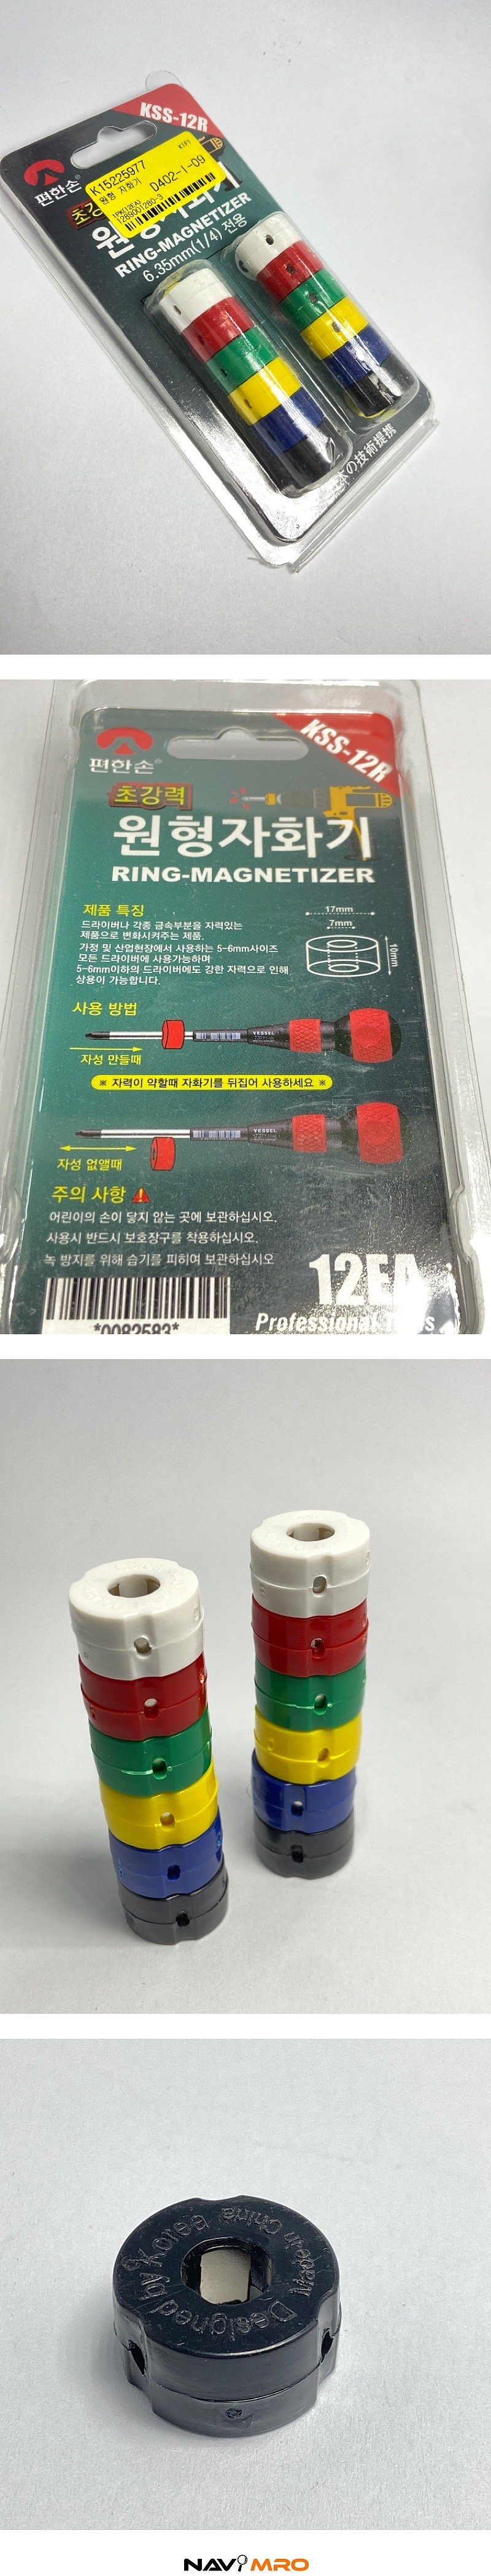 KSS-12R
편한손
K15225977
원형 자화기
D402-1-09
1PK(12EA)
원형자화기
RING-MAGNETIZER
6.35mm(1/4) 전용
の技術提携
KSS-12R
편한손
초강력
원형자화기
RING-MAGNETIZER
제품 특징
드라이버나 각종 금속부분을 자력있는
제품으로 변화시켜주는 제품.
가정 및 산업현장에서 사용하는 5-6mm사이즈
모든 드라이버에 사용가능하며
5-6mm이하의 드라이버에도 강한 자력으로 인해
상용이 가능합니다.
17mm
7mm
10mm
사용 방법
VESSEL
자성 만들때
※ 자력이 약할때 자화기를 뒤집어 사용하세요 ※
VESSEL
자성 없앨때
주의 사항
어린이의 손이 닿지 않는 곳에 보관하십시오.
사용시 반드시 보호장구를 착용하십시오.
녹 방지를 위해 습기를 피히여 보관하십시오
12EA
*0082583*
Professional
Designed by Korea
Made in China
NAVIMRO